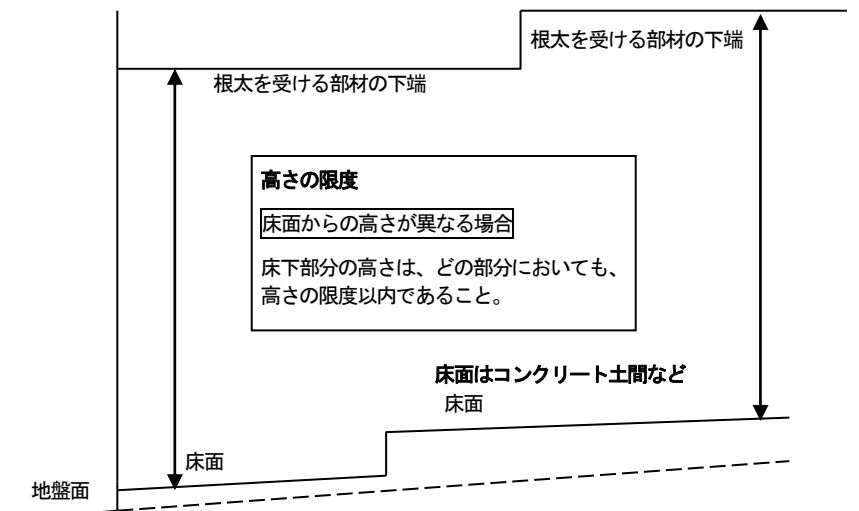 根太を受ける部材の下端
根太を受ける部材の下端
高さの限度
床面からの高さが異なる場合
床下部分の高さは、どの部分においても、
高さの限度以内であること。
床面はコンクリート土間など
床面
床面
地盤面